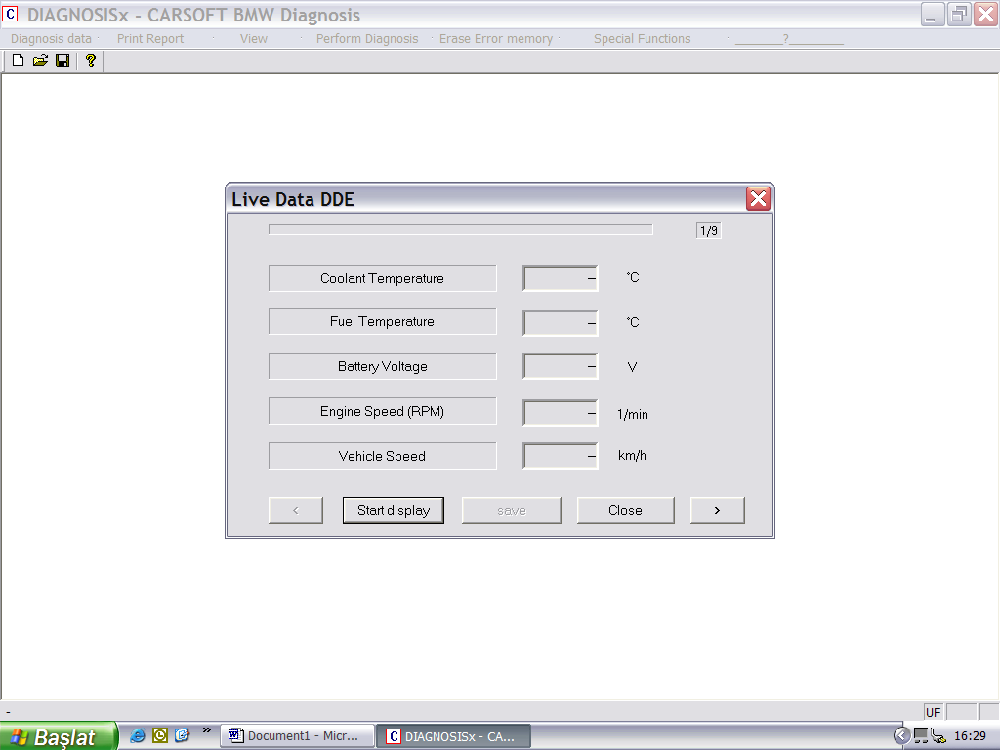 C DIAGNOSISx - CARSOFT BMW Diagnosis
Diagnosis data - Print Report - View - Perform Diagnosis - Erase Error memory - Special Functions - _______?________
?
Live Data DDE
1/9
Coolant Temperature – °C
Fuel Temperature – °C
Battery Voltage – V
Engine Speed (RPM) – 1/min
Vehicle Speed – km/h
< Start display save Close >
- UF
Başlat » W Document1 - Micr... C DIAGNOSISx - CA... 16:29